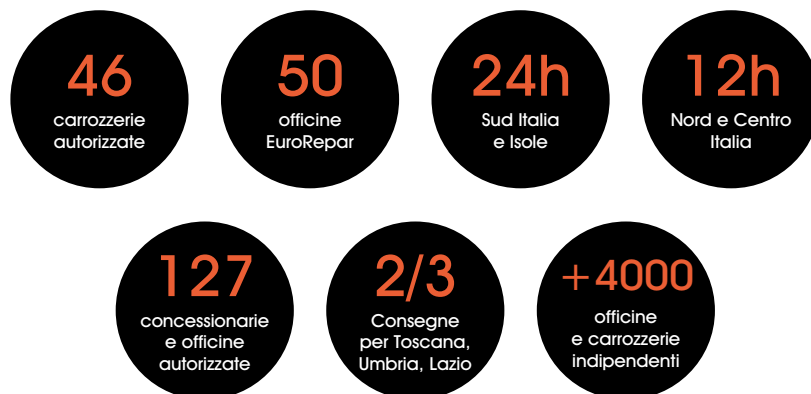 46
carrozzerie
autorizzate
50
officine
EuroRepar
24h
Sud Italia
e Isole
12h
Nord e Centro
Italia
127
concessionarie
e officine
autorizzate
2/3
Consegne
per Toscana,
Umbria, Lazio
+4000
officine
e carrozzerie
indipendenti